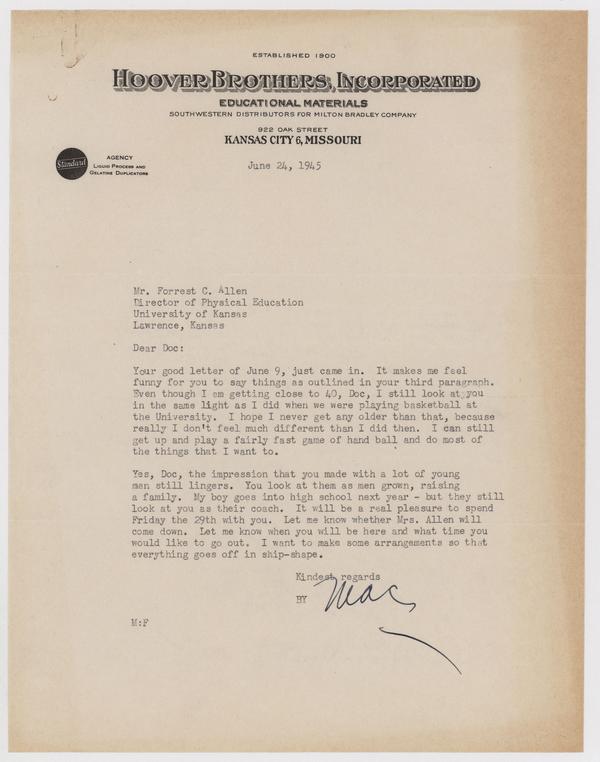 ESTABLISHED 1900
HOOVER BROTHERS, INCORPORATED
EDUCATIONAL MATERIALS
SOUTHWESTERN DISTRIBUTORS FOR MILTON BRADLEY COMPANY
922 OAK STREET
KANSAS CITY 6, MISSOURI
Standard
AGENCY
LIQUID PROCESS AND
GELATINE DUPLICATORS
June 24, 1945
Mr. Forrest C. Allen
Director of Physical Education
University of Kansas
Lawrence, Kansas
Dear Doc:
Your good letter of June 9, just came in. It makes me feel
funny for you to say things as outlined in your third paragraph.
Even though I am getting close to 40, Doc, I still look at you
in the same light as I did when we were playing basketball at
the University. I hope I never get any older than that, because
really I don't feel much different than I did then. I can still
get up and play a fairly fast game of hand ball and do most of
the things that I want to.
Yes, Doc, the impression that you made with a lot of young
men still lingers. You look at them as men grown, raising
a family. My boy goes into high school next year - but they still
look at you as their coach. It will be a real pleasure to spend
Friday the 29th with you. Let me know whether Mrs. Allen will
come down. Let me know when you will be here and what time you
would like to go out. I want to make some arrangements so that
everything goes off in ship-shape.
Kindest regards
BY Mac
M:F